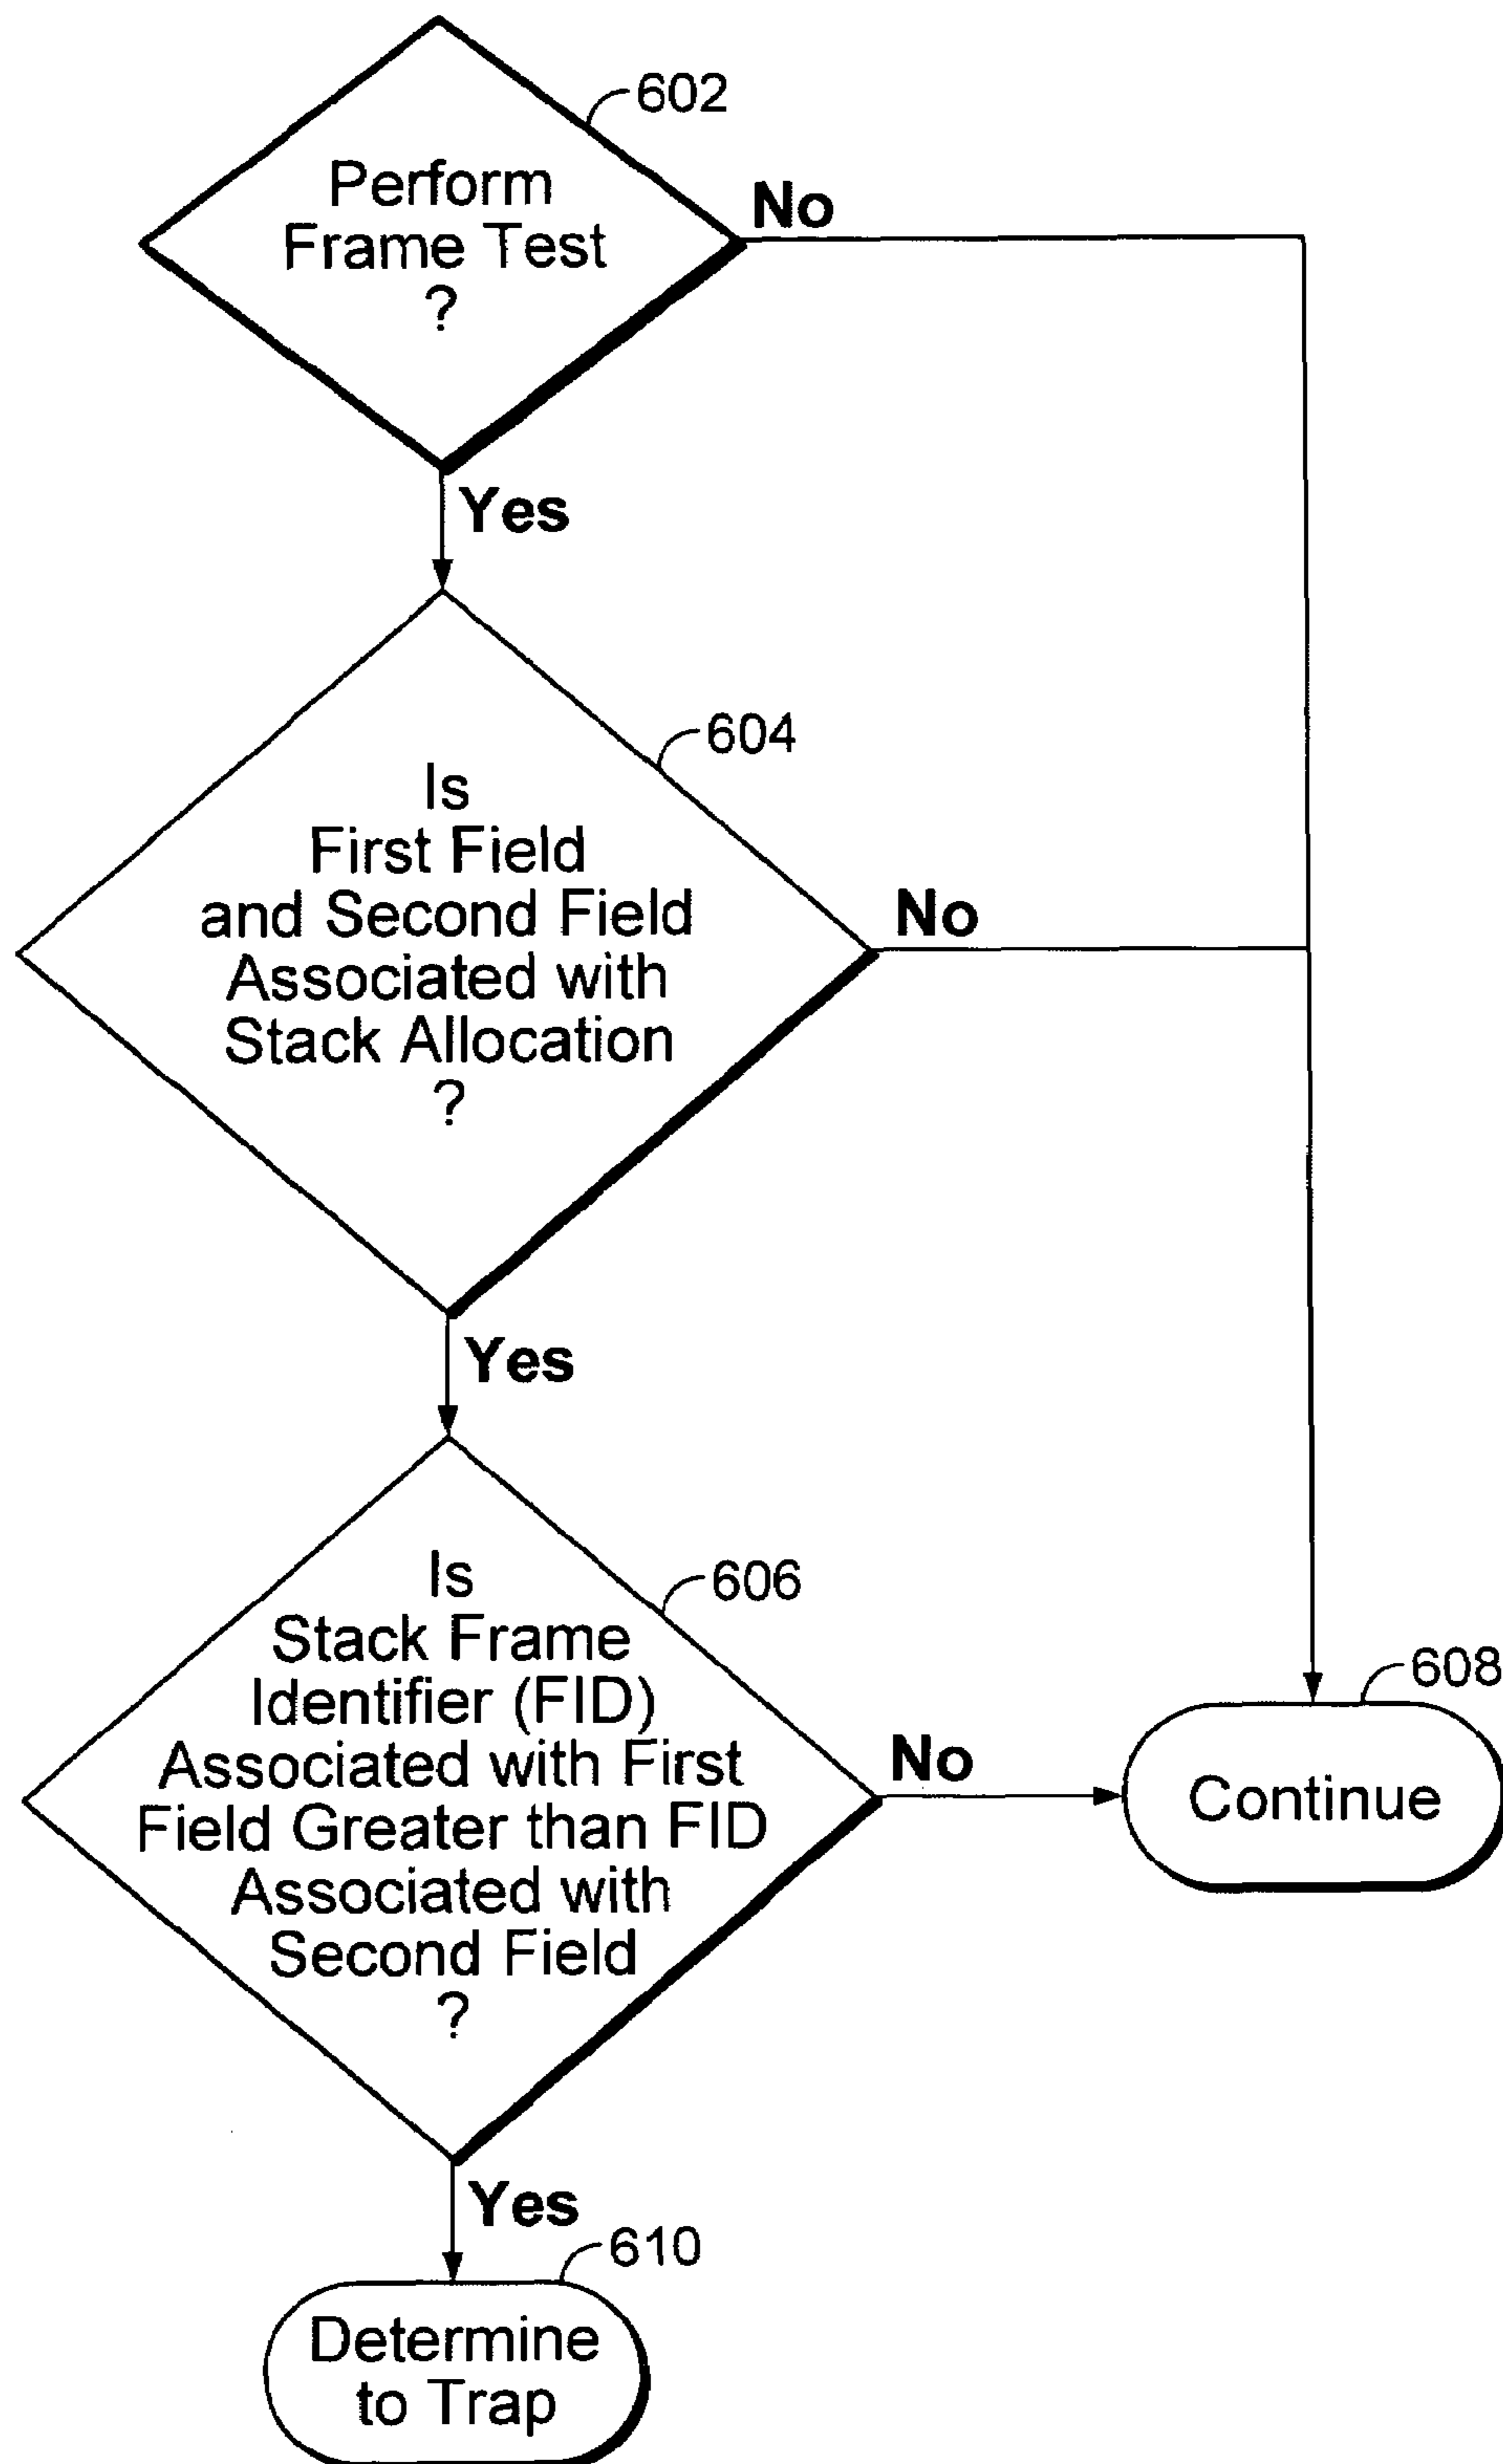 602
Perform
Frame Test
?
No
Yes
604
Is
First Field
and Second Field
Associated with
Stack Allocation
?
No
Yes
606
Is
Stack Frame
Identifier (FID)
Associated with First
Field Greater than FID
Associated with
Second Field
?
No
608
Continue
Yes
610
Determine
to Trap